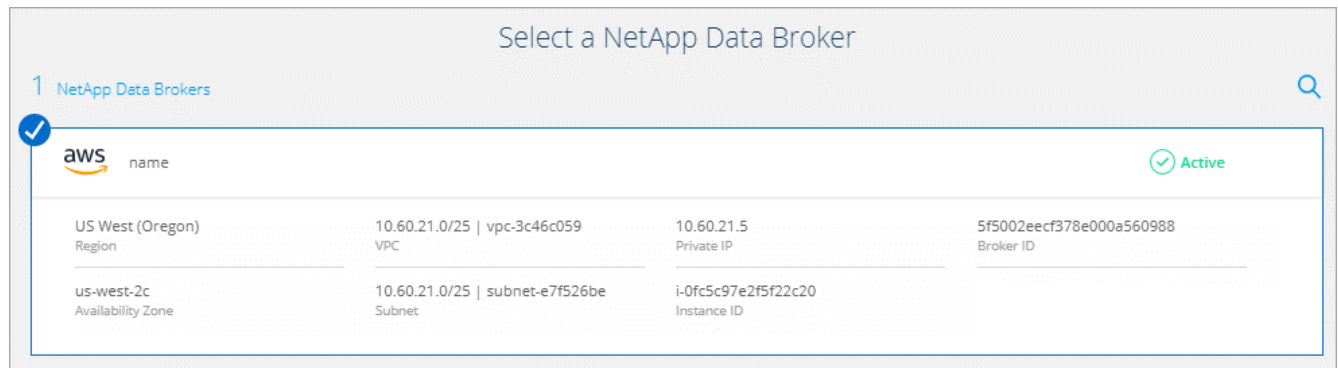 Select a NetApp Data Broker
1 NetApp Data Brokers
aws name Active
US West (Oregon) 10.60.21.0/25 | vpc-3c46c059 10.60.21.5 5f5002eecf378e000a560988
Region VPC Private IP Broker ID
us-west-2c 10.60.21.0/25 | subnet-e7f526be i-0fc5c97e2f5f22c20
Availability Zone Subnet Instance ID